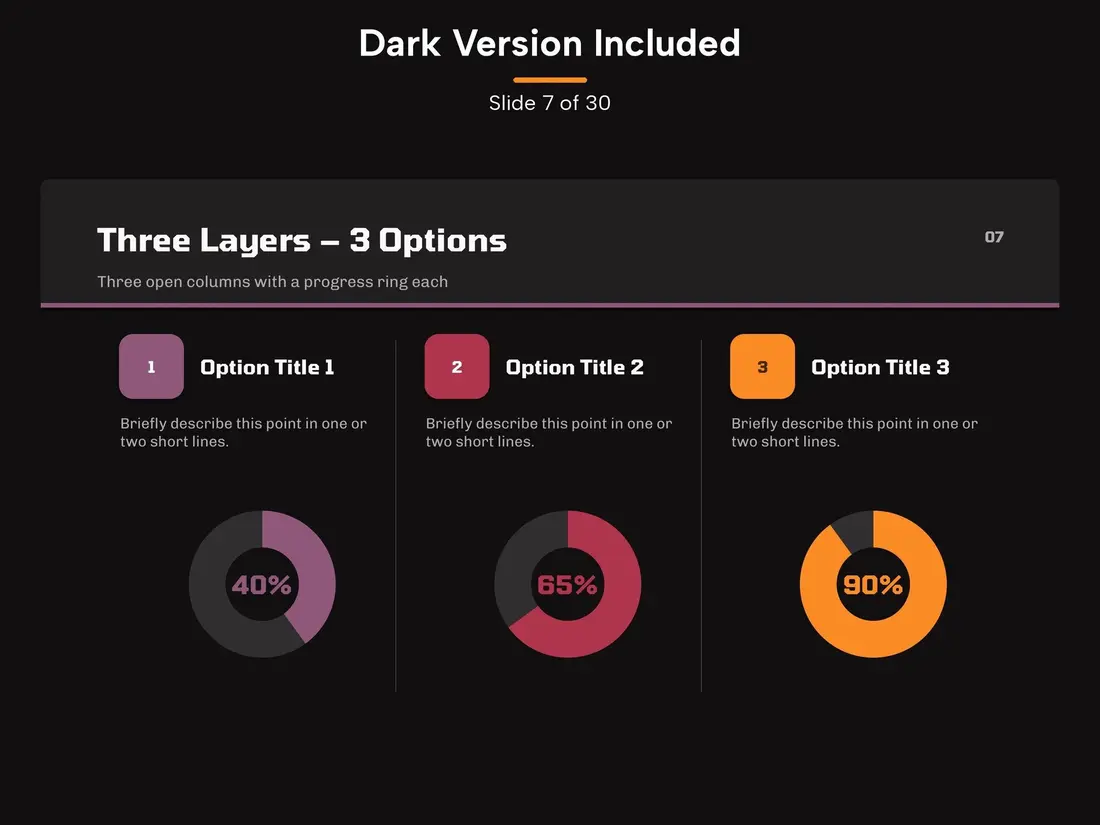 Dark Version Included
Slide 7 of 30
Three Layers – 3 Options
07
Three open columns with a progress ring each
1
Option Title 1
Briefly describe this point in one or
two short lines.
40%
2
Option Title 2
Briefly describe this point in one or
two short lines.
65%
3
Option Title 3
Briefly describe this point in one or
two short lines.
90%